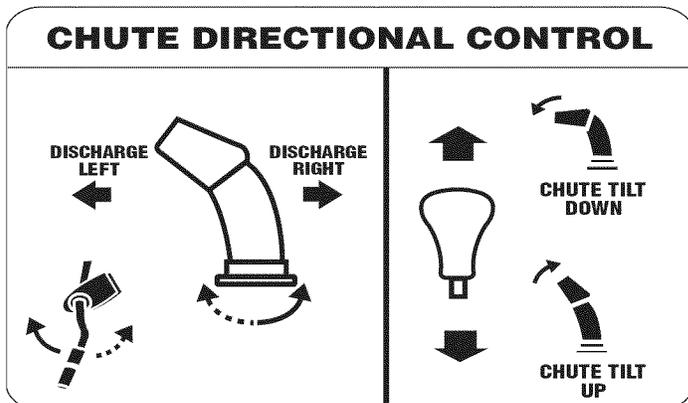 CHUTE DIRECTIONAL CONTROL
DISCHARGE
LEFT
DISCHARGE
RIGHT
CHUTE TILT
DOWN
CHUTE TILT
UP